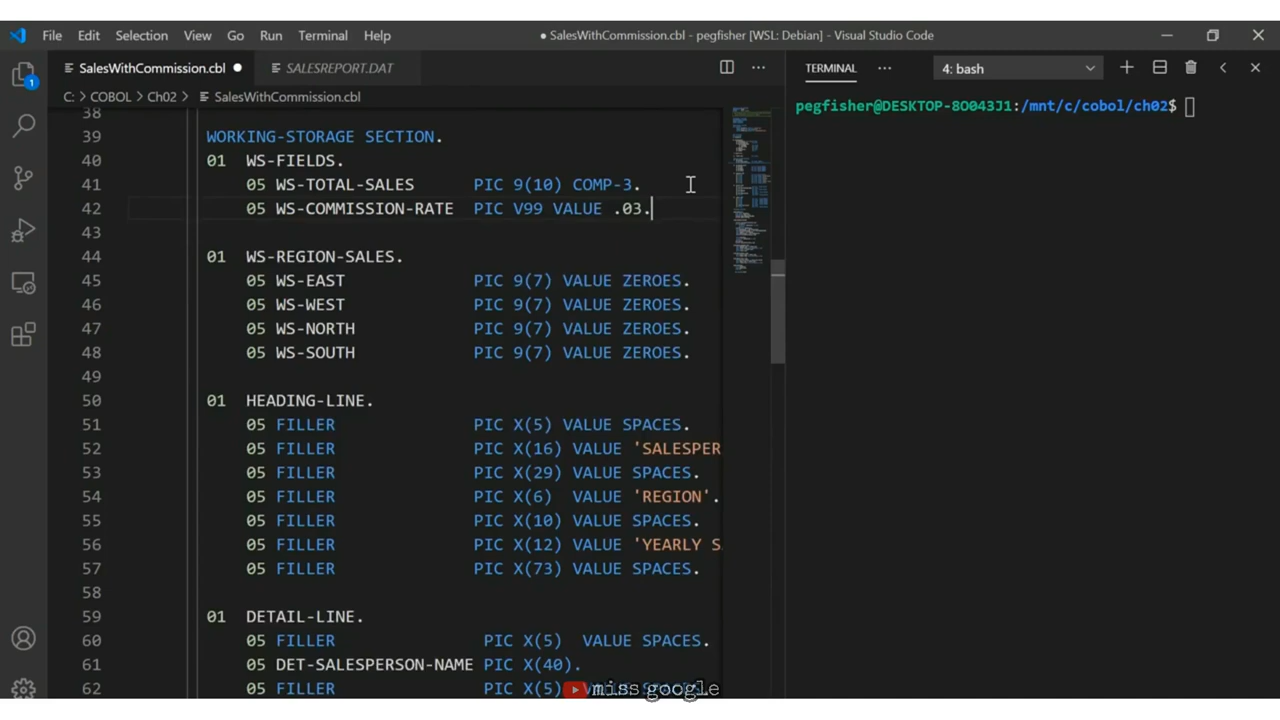 File Edit Selection View Go Run Terminal Help ● SalesWithCommission.cbl - pegfisher [WSL: Debian] - Visual Studio Code
SalesWithCommission.cbl ● SALESREPORT.DAT ···
C: > COBOL > Ch02 > SalesWithCommission.cbl
38
39 WORKING-STORAGE SECTION.
40 01 WS-FIELDS.
41 05 WS-TOTAL-SALES PIC 9(10) COMP-3.
42 05 WS-COMMISSION-RATE PIC V99 VALUE .03.
43
44 01 WS-REGION-SALES.
45 05 WS-EAST PIC 9(7) VALUE ZEROES.
46 05 WS-WEST PIC 9(7) VALUE ZEROES.
47 05 WS-NORTH PIC 9(7) VALUE ZEROES.
48 05 WS-SOUTH PIC 9(7) VALUE ZEROES.
49
50 01 HEADING-LINE.
51 05 FILLER PIC X(5) VALUE SPACES.
52 05 FILLER PIC X(16) VALUE 'SALESPER
53 05 FILLER PIC X(29) VALUE SPACES.
54 05 FILLER PIC X(6) VALUE 'REGION'.
55 05 FILLER PIC X(10) VALUE SPACES.
56 05 FILLER PIC X(12) VALUE 'YEARLY S
57 05 FILLER PIC X(73) VALUE SPACES.
58
59 01 DETAIL-LINE.
60 05 FILLER PIC X(5) VALUE SPACES.
61 05 DET-SALESPERSON-NAME PIC X(40).
62 05 FILLER PIC X(5)
miss google
1
TERMINAL ··· 4: bash
pegfisher@DESKTOP-8O043J1:/mnt/c/cobol/ch02$